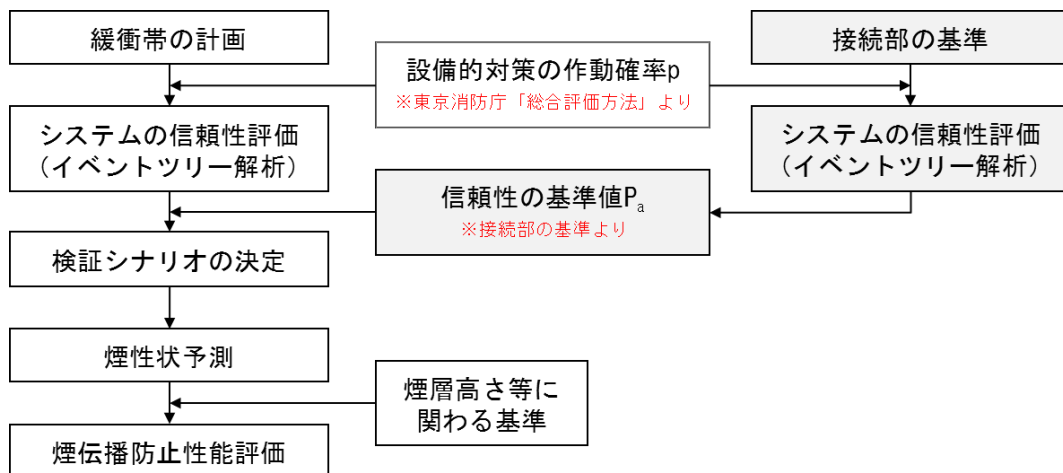 緩衝帯の計画
接続部の基準
設備的対策の作動確率p
※東京消防庁「総合評価方法」より
システムの信頼性評価
（イベントツリー解析）
システムの信頼性評価
（イベントツリー解析）
信頼性の基準値Pa
※接続部の基準より
検証シナリオの決定
煙性状予測
煙層高さ等に
関わる基準
煙伝播防止性能評価